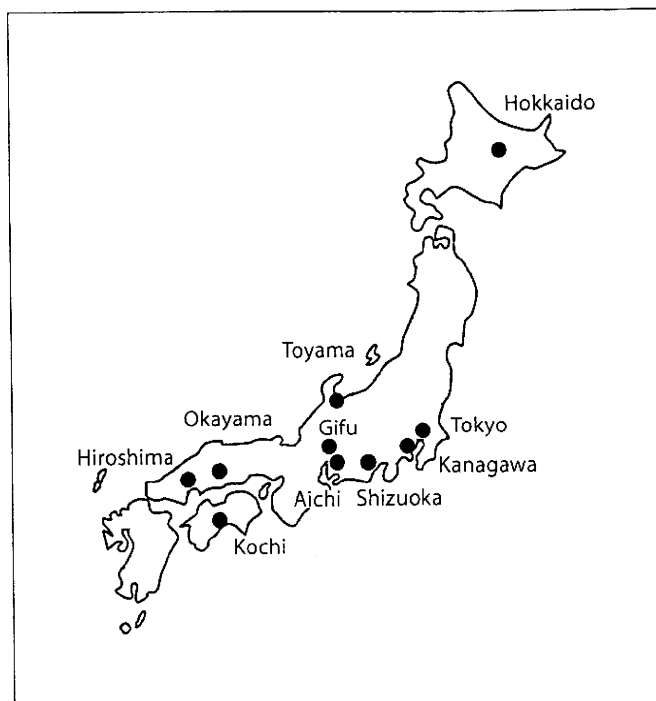 Hokkaido
Toyama
Okayama
Gifu
Tokyo
Hiroshima
Kanagawa
Aichi
Shizuoka
Kochi